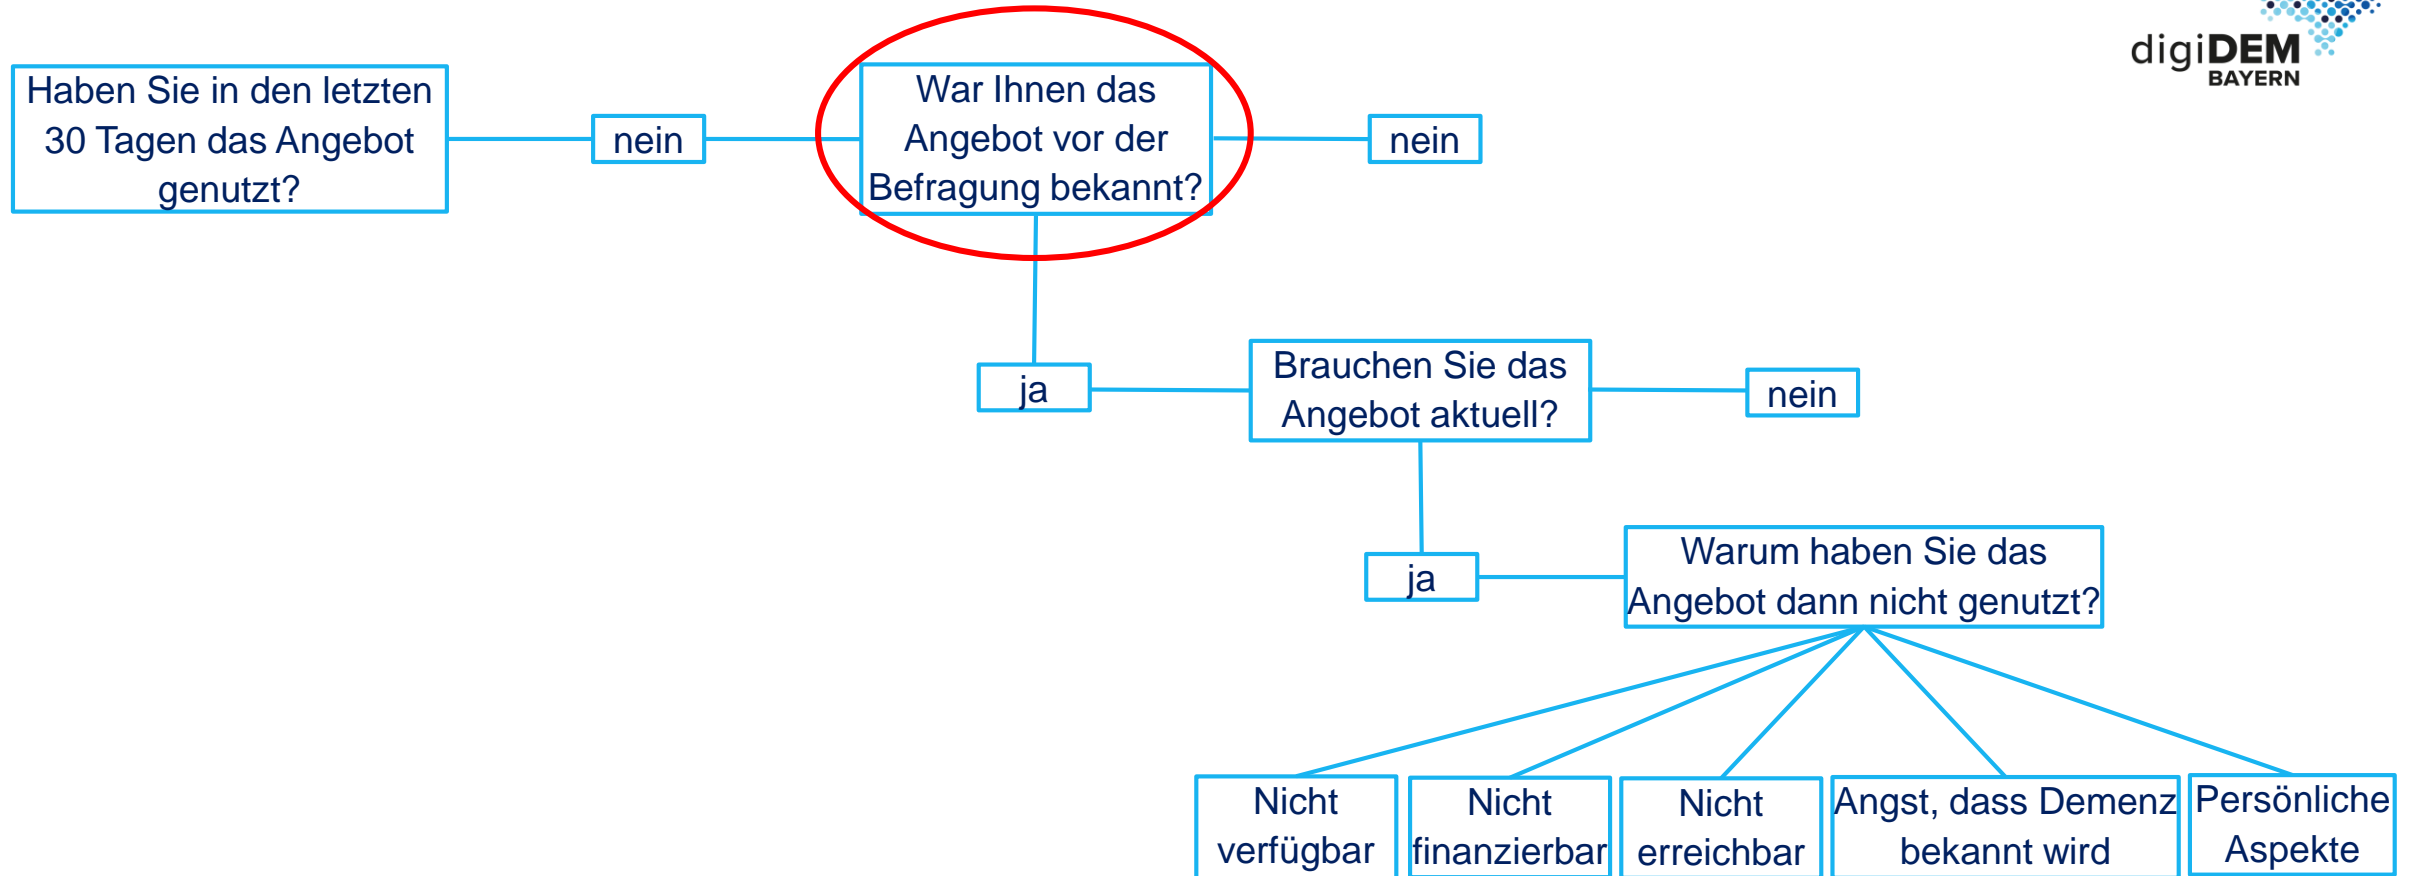 digiDEM
BAYERN
Haben Sie in den letzten
30 Tagen das Angebot
genutzt?
nein
War Ihnen das
Angebot vor der
Befragung bekannt?
nein
ja
Brauchen Sie das
Angebot aktuell?
nein
ja
Warum haben Sie das
Angebot dann nicht genutzt?
Nicht
verfügbar
Nicht
finanzierbar
Nicht
erreichbar
Angst, dass Demenz
bekannt wird
Persönliche
Aspekte